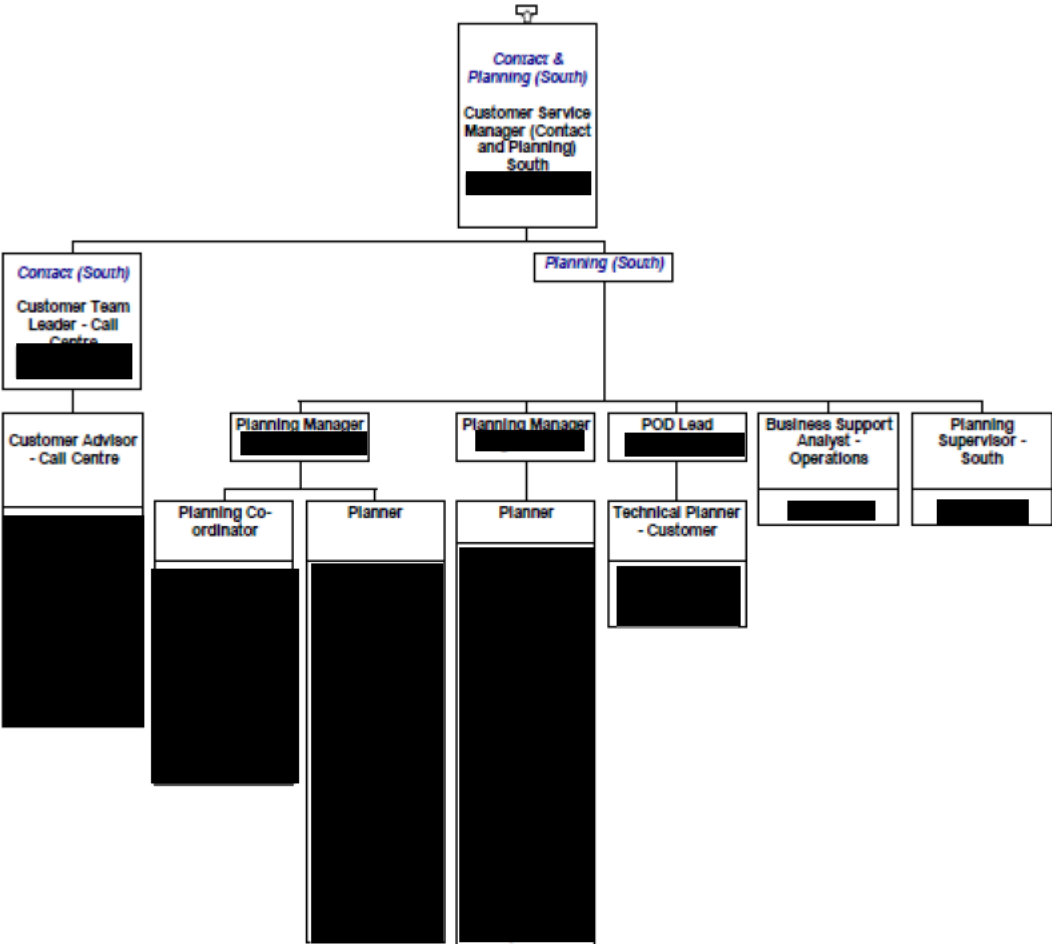 Contact &
Planning (South)
Customer Service
Manager (Contact
and Planning)
South
Contact (South)
Customer Team
Leader - Call
Centre
Planning (South)
Customer Advisor
- Call Centre
Planning Manager
Planning Manager
POD Lead
Business Support
Analyst -
Operations
Planning
Supervisor -
South
Planning Co-
ordinator
Planner
Planner
Technical Planner
- Customer